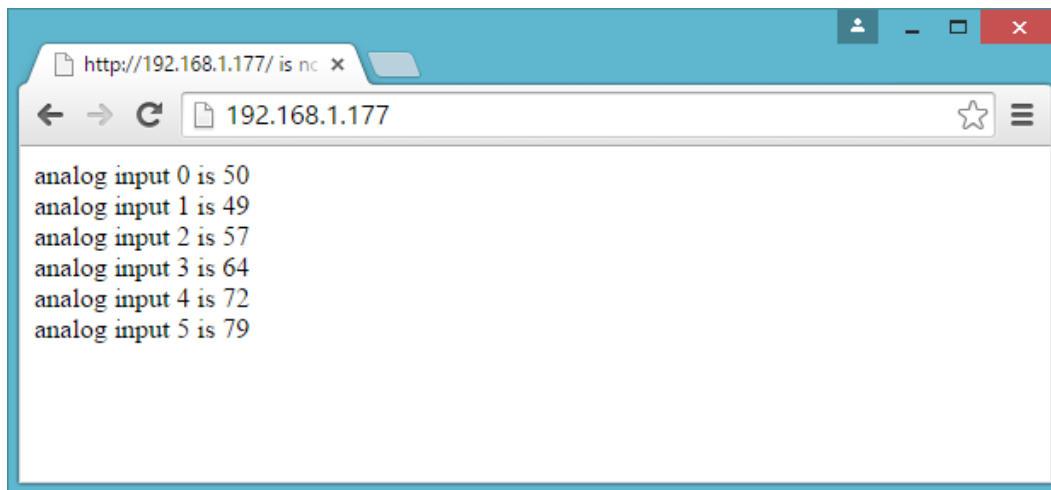 http://192.168.1.177/ is
192.168.1.177
analog input 0 is 50
analog input 1 is 49
analog input 2 is 57
analog input 3 is 64
analog input 4 is 72
analog input 5 is 79